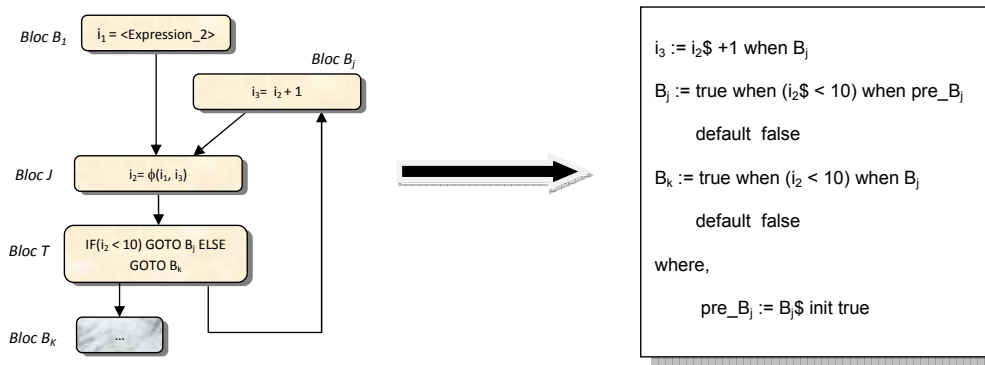 Bloc B1
i1 = <Expression_2>
Bloc Bj
i3= i2 + 1
Bloc J
i2= ϕ(i1, i3)
Bloc T
IF(i2 < 10) GOTO Bj ELSE
GOTO Bk
Bloc BK
...
i3 := i2$ +1 when Bj
Bj := true when (i2$ < 10) when pre_Bj
default false
Bk := true when (i2 < 10) when Bj
default false
where,
pre_Bj := Bj$ init true